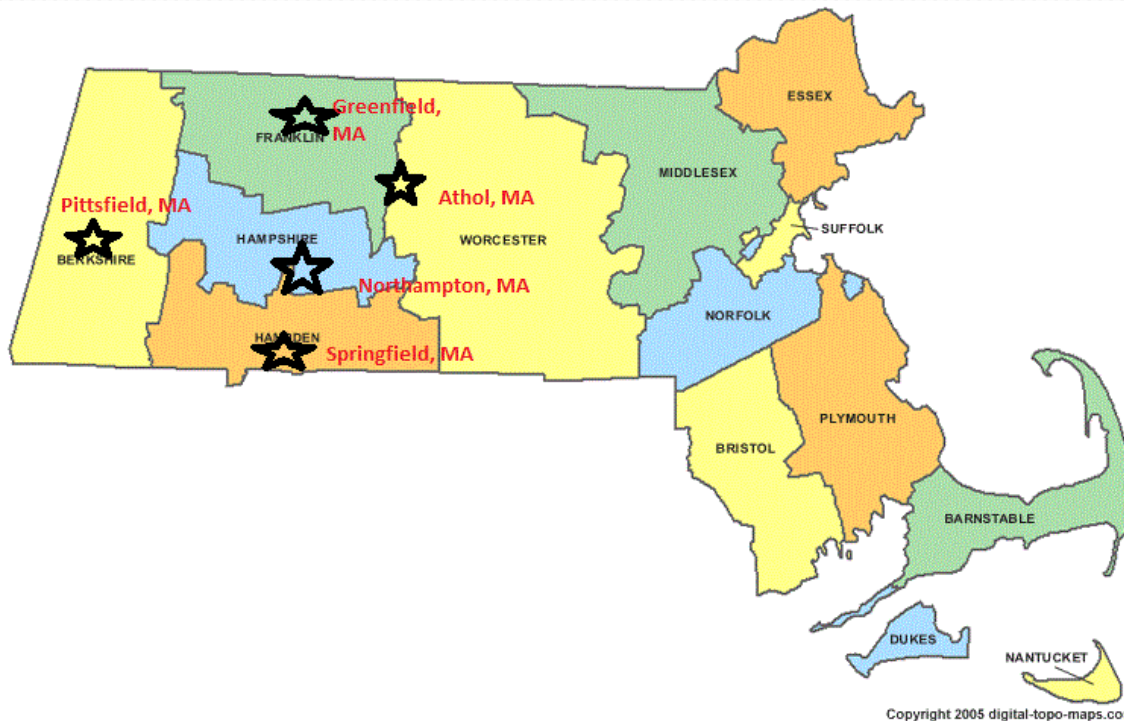 ESSEX
Greenfield,
MA
FRANKLIN
MIDDLESEX
Athol, MA
Pittsfield, MA
SUFFOLK
HAMPSHIRE
WORCESTER
BERKSHIRE
Northampton, MA
NORFOLK
HAMPDEN
Springfield, MA
PLYMOUTH
BRISTOL
BARNSTABLE
DUKES
NANTUCKET
Copyright 2005 digital-topo-maps.co